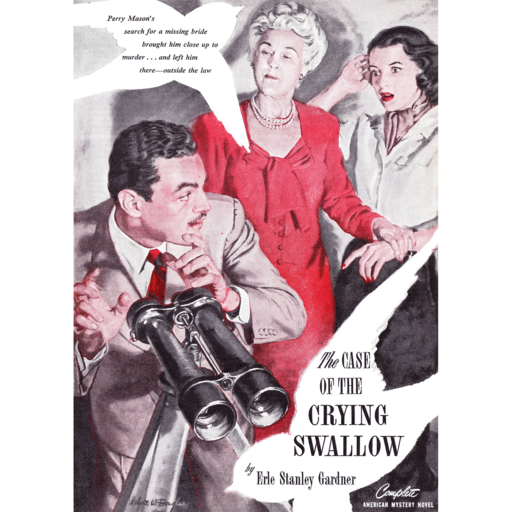 Perry Mason's
search for a missing bride
brought him close up to
murder . . . and left him
there—outside the law
The CASE
OF THE
CRYING
SWALLOW
by Erle Stanley Gardner
Complete
AMERICAN MYSTERY NOVEL